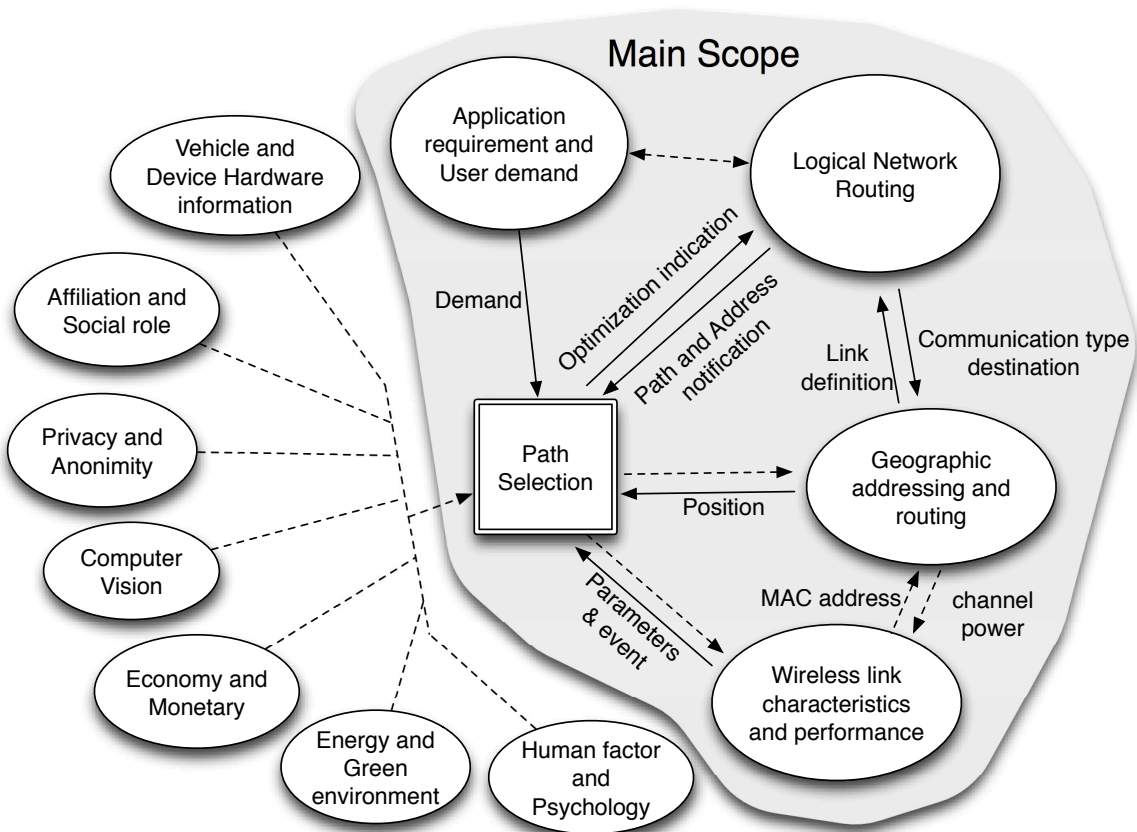 Main Scope
Application
requirement and
User demand
Logical Network
Routing
Vehicle and
Device Hardware
information
Affiliation and
Social role
Privacy and
Anonimity
Computer
Vision
Economy and
Monetary
Energy and
Green
environment
Human factor
and
Psychology
Demand
Optimization indication
Path and Address
notification
Link
definition
Communication type
destination
Path
Selection
Position
Geographic
addressing and
routing
Parameters
& event
MAC address
channel
power
Wireless link
characteristics
and performance